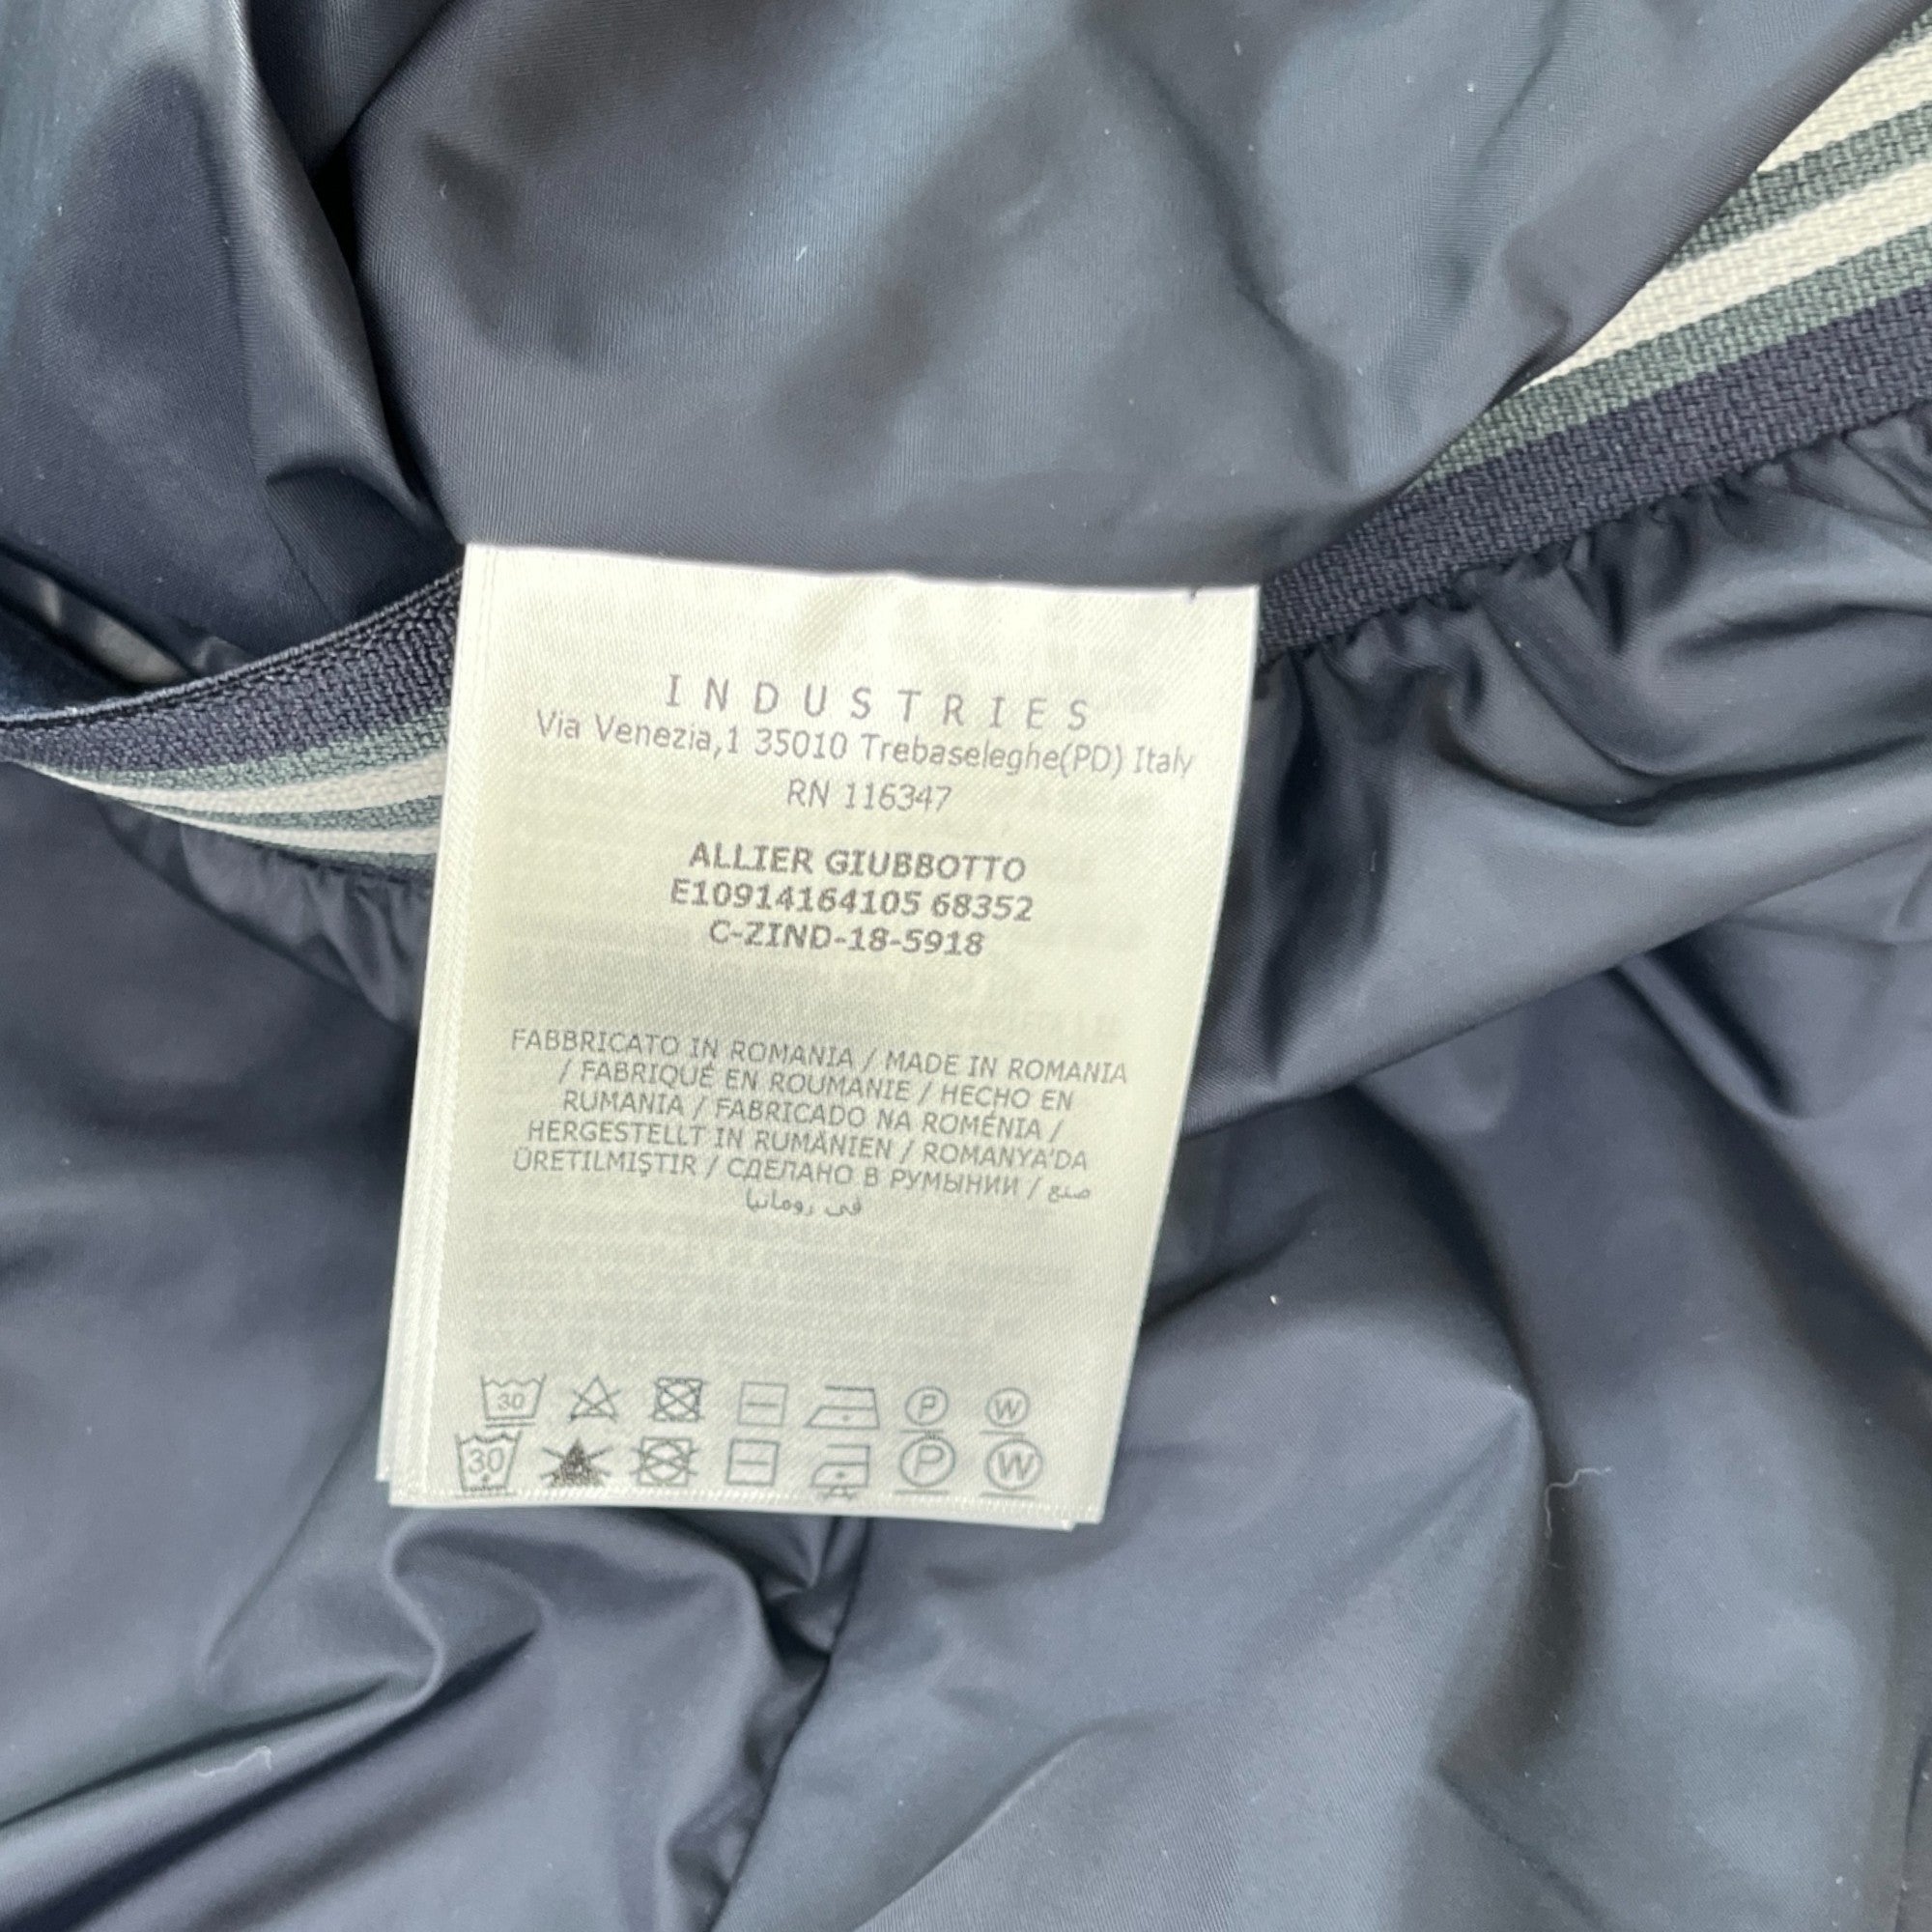 INDUSTRIES
Via Venezia,1 35010 Trebaseleghe(PD) Italy
RN 116347
ALLIER GIUBBOTTO
E10914164105 68352
C-ZIND-18-5918
FABBRICATO IN ROMANIA / MADE IN ROMANIA
/ FABRIQUÉ EN ROUMANIE / HECHO EN
RUMANIA / FABRICADO NA ROMÉNIA /
HERGESTELLT IN RUMÄNIEN / ROMANYA'DA
ÜRETILMIŞTIR / СДЕЛАНО В РУМЫНИИ / صنع
في رومانيا
30 P W
30 P W